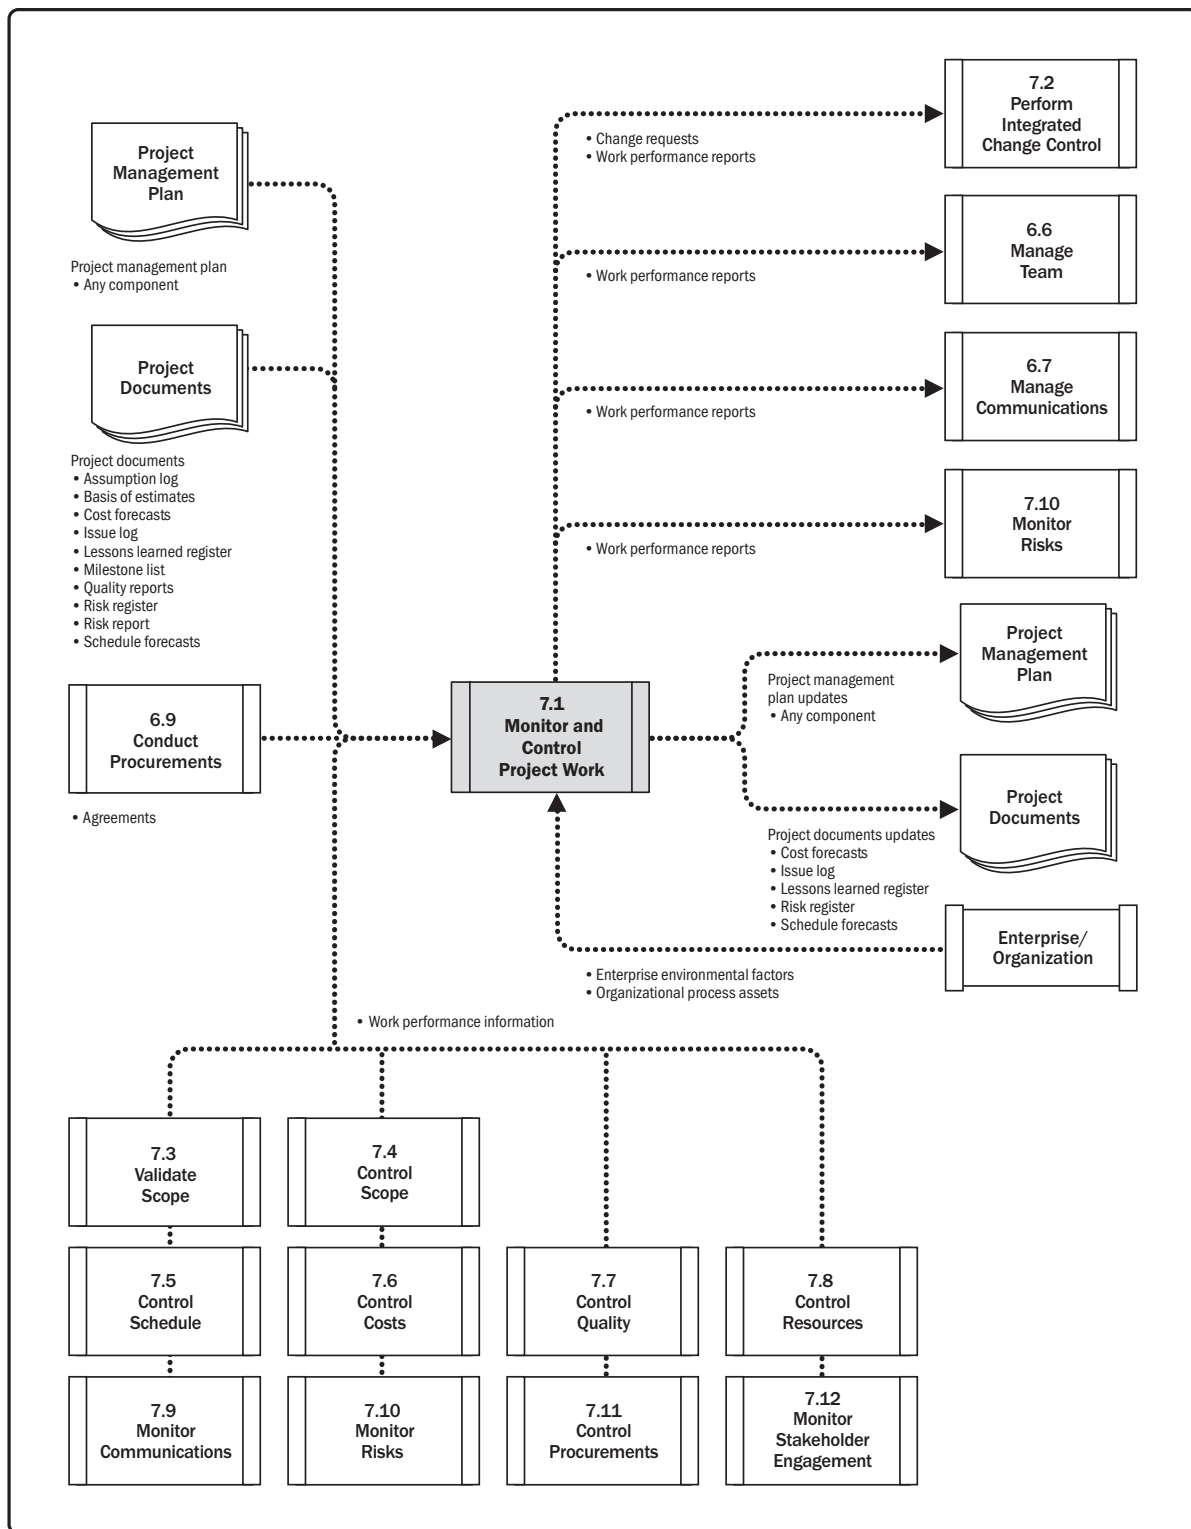 7.2
Perform
Integrated
Change Control
• Change requests
• Work performance reports
Project
Management
Plan
Project management plan
• Any component
6.6
Manage
Team
• Work performance reports
Project
Documents
6.7
Manage
Communications
• Work performance reports
Project documents
• Assumption log
• Basis of estimates
• Cost forecasts
• Issue log
• Lessons learned register
• Milestone list
• Quality reports
• Risk register
• Risk report
• Schedule forecasts
7.10
Monitor
Risks
• Work performance reports
Project
Management
Plan
Project management
plan updates
• Any component
6.9
Conduct
Procurements
• Agreements
7.1
Monitor and
Control
Project Work
Project
Documents
Project documents updates
• Cost forecasts
• Issue log
• Lessons learned register
• Risk register
• Schedule forecasts
Enterprise/
Organization
• Enterprise environmental factors
• Organizational process assets
• Work performance information
7.3
Validate
Scope
7.4
Control
Scope
7.5
Control
Schedule
7.6
Control
Costs
7.7
Control
Quality
7.8
Control
Resources
7.9
Monitor
Communications
7.10
Monitor
Risks
7.11
Control
Procurements
7.12
Monitor
Stakeholder
Engagement